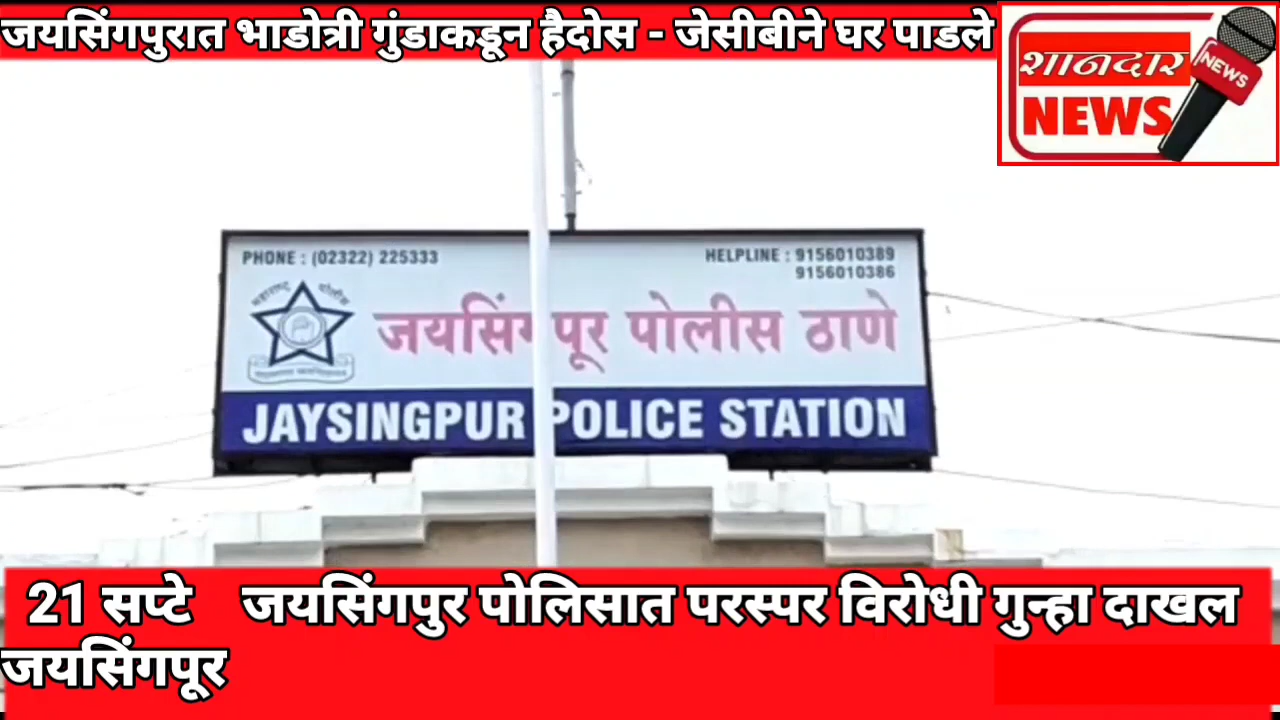 जयसिंगपुरात भाडोत्री गुंडाकडून हैदोस - जेसीबीने घर पाडले
शानदार
NEWS
NEWS
PHONE : (02322) 225333
HELPLINE : 9156010389
9156010386
महाराष्ट्र पोलीस
जयसिंगपूर पोलीस ठाणे
JAYSINGPUR POLICE STATION
21 सप्टे जयसिंगपुर पोलिसात परस्पर विरोधी गुन्हा दाखल
जयसिंगपूर